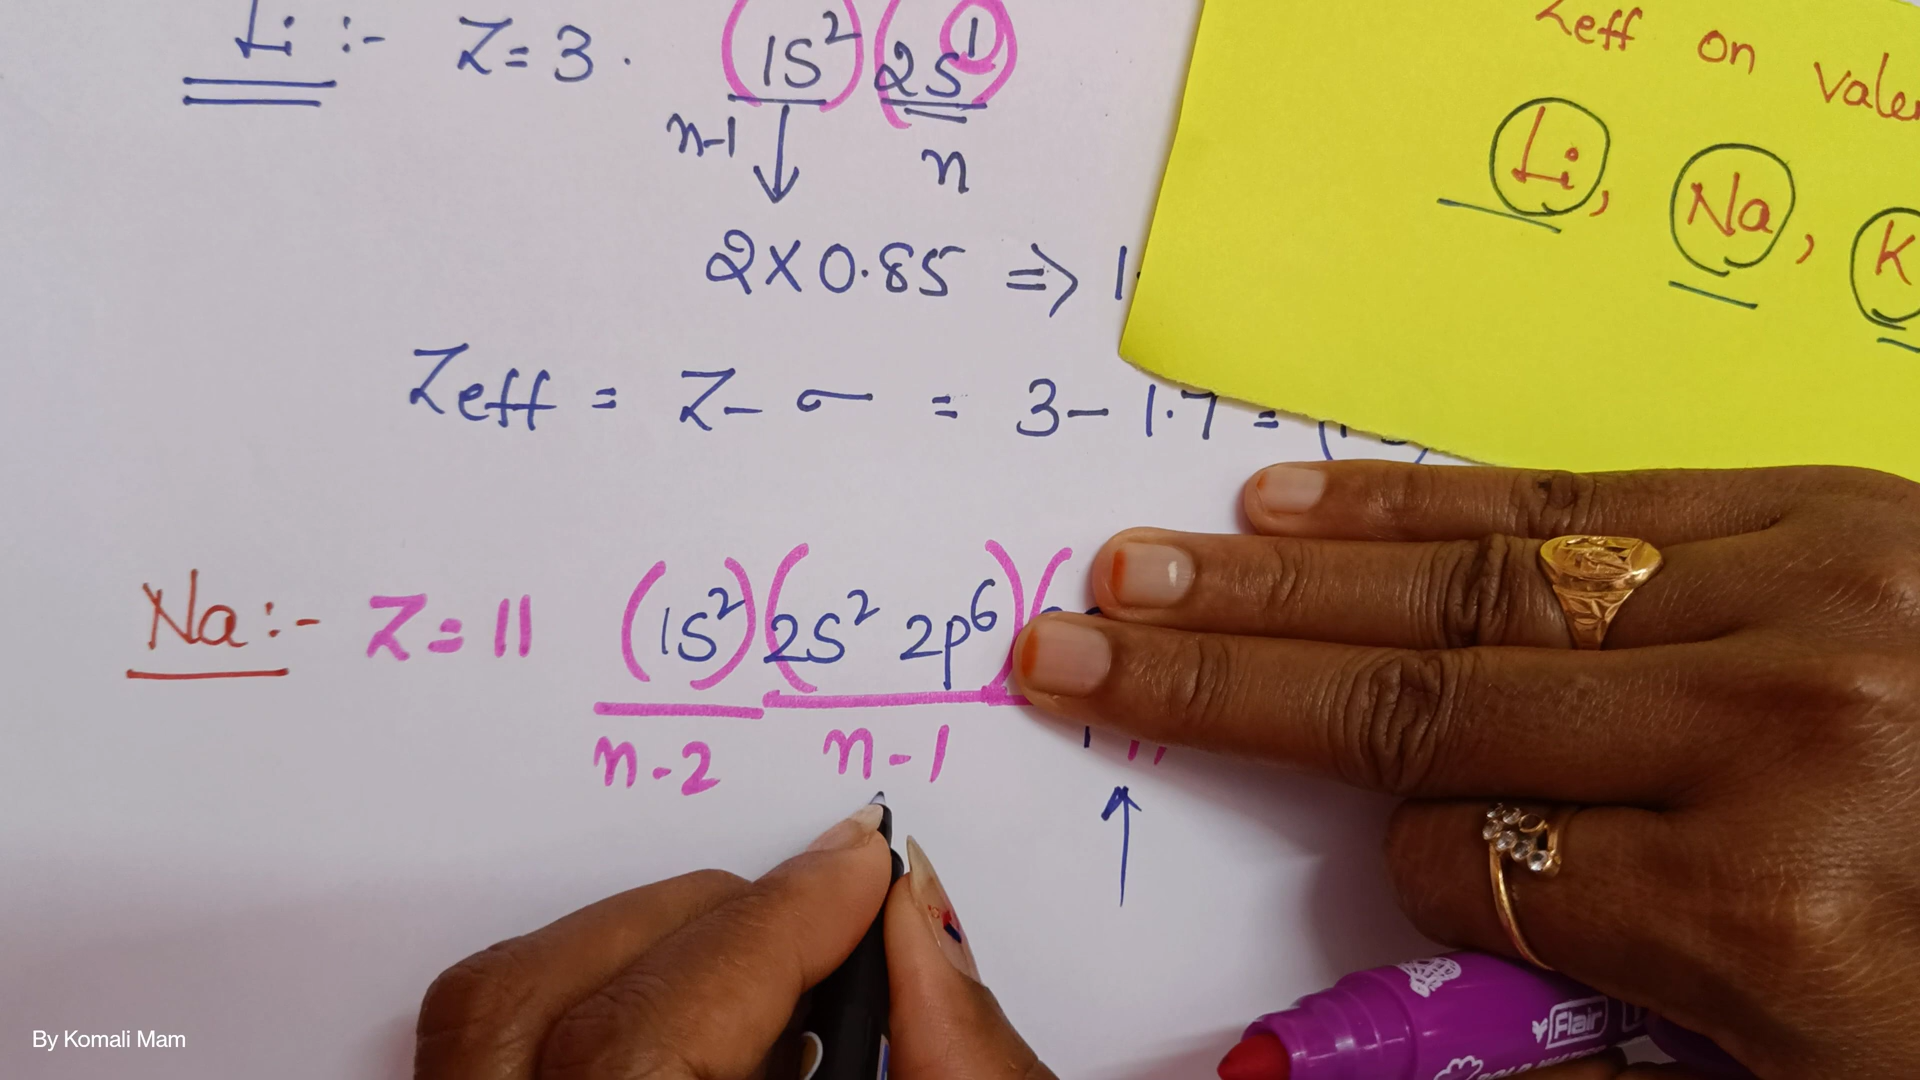 Li :- Z = 3 . (1S²) (2S¹)
n-1 n
2 X 0.85 => 1.
Zeff = Z - σ = 3 - 1.7 =
Zeff on
Li, Na, K
Na :- Z = 11 (1S²) (2S² 2p⁶) (
n-2 n-1
Flair
By Komali Mam